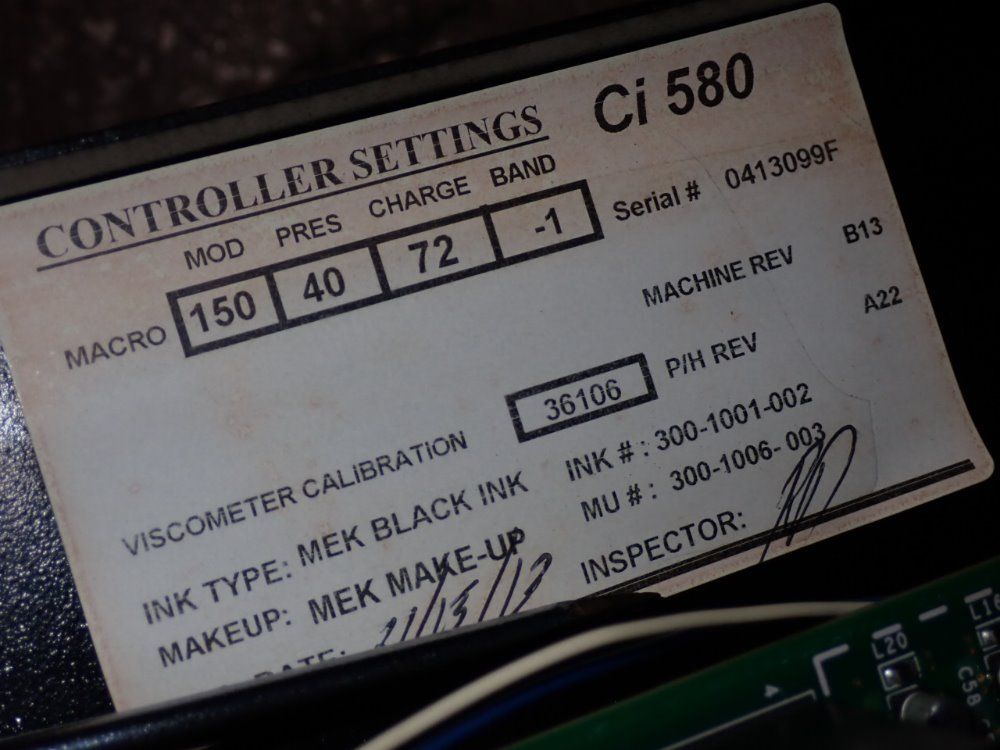 CONTROLLER SETTINGS Ci 580
MOD PRES CHARGE BAND
MACRO 150 40 72 -1 Serial # 0413099F
MACHINE REV B13
VISCOMETER CALIBRATION 36106 P/H REV A22
INK TYPE: MEK BLACK INK INK # : 300-1001-002
MAKEUP: MEK MAKE-UP MU # : 300-1006- 003
DATE: INSPECTOR:
L20
C58